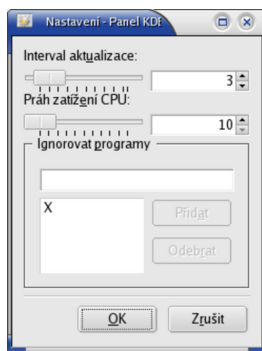 Nastavení - Panel KDE
Interval aktualizace:
3
Práh zatížení CPU:
10
Ignorovat programy
X
Přidat
Odebrat
OK
Zrušit